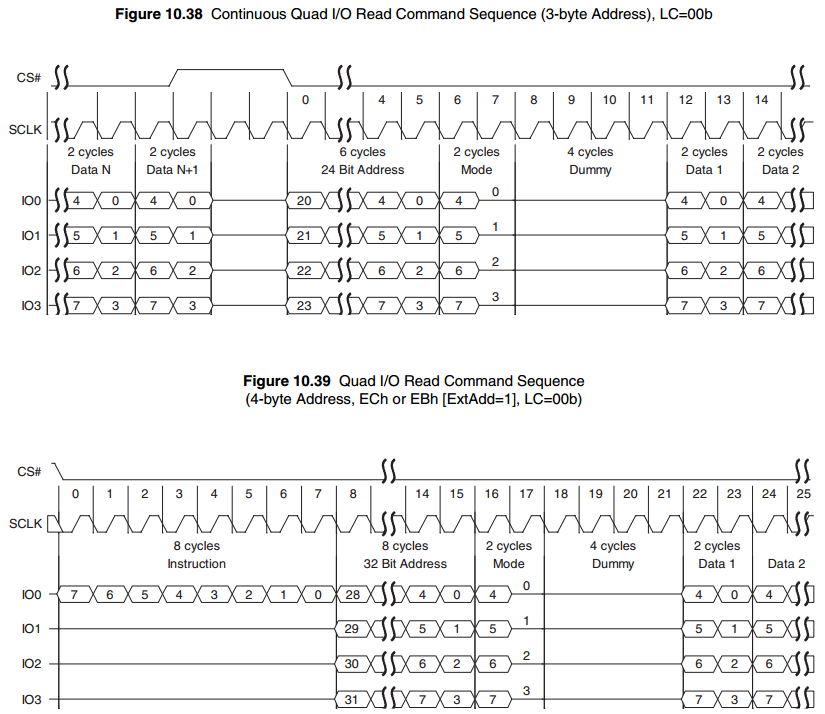 Figure 10.38 Continuous Quad I/O Read Command Sequence (3-byte Address), LC=00b
CS#
0 4 5 6 7 8 9 10 11 12 13 14
SCLK
2 cycles 2 cycles 6 cycles 2 cycles 4 cycles 2 cycles 2 cycles
Data N Data N+1 24 Bit Address Mode Dummy Data 1 Data 2
IO0 4 0 4 0 20 4 0 4 0 4 0 4
IO1 5 1 5 1 21 5 1 5 1 5 1 5
IO2 6 2 6 2 22 6 2 6 2 6 2 6
IO3 7 3 7 3 23 7 3 7 3 7 3 7
Figure 10.39 Quad I/O Read Command Sequence
(4-byte Address, ECh or EBh [ExtAdd=1], LC=00b)
CS#
0 1 2 3 4 5 6 7 8 14 15 16 17 18 19 20 21 22 23 24 25
SCLK
8 cycles 8 cycles 2 cycles 4 cycles 2 cycles
Instruction 32 Bit Address Mode Dummy Data 1 Data 2
IO0 7 6 5 4 3 2 1 0 28 4 0 4 0 4 0 4
IO1 29 5 1 5 1 5 1 5
IO2 30 6 2 6 2 6 2 6
IO3 31 7 3 7 3 7 3 7